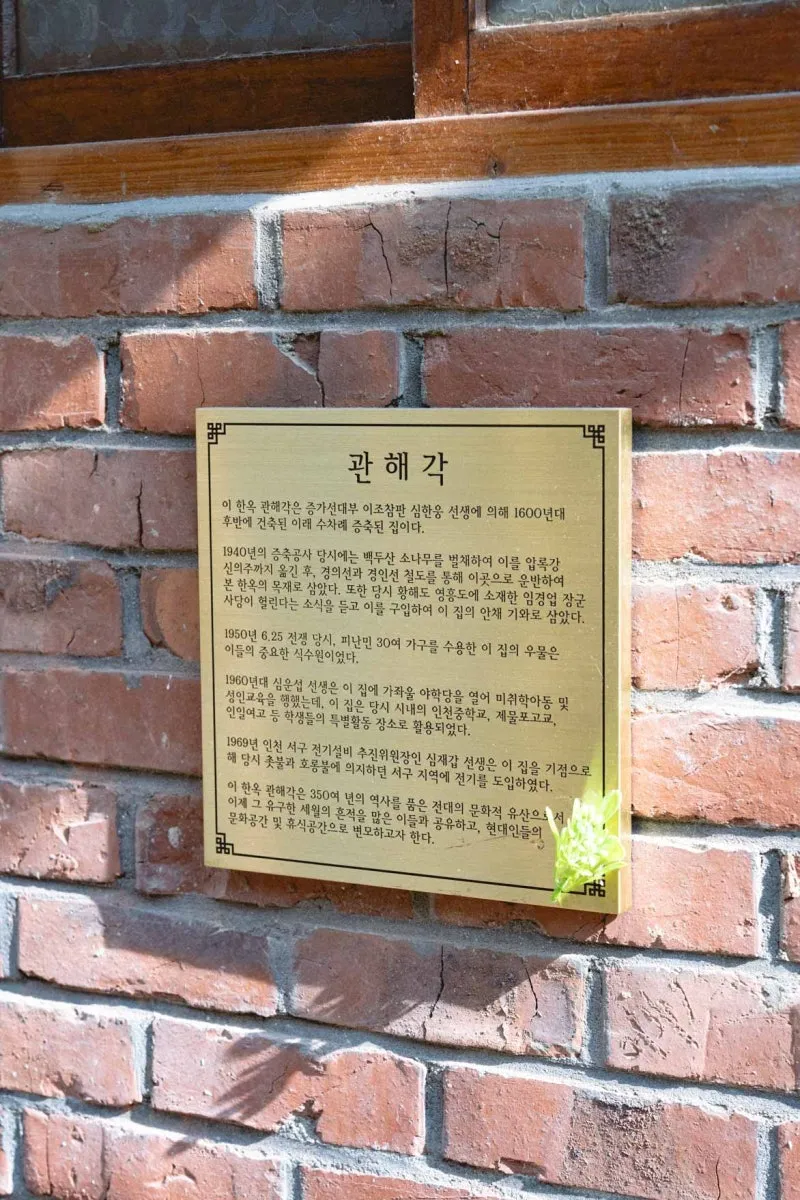 관해각
이 한옥 관해각은 증가선대부 이조참판 심한웅 선생에 의해 1600년대
후반에 건축된 이래 수차례 증축된 집이다.
1940년의 증축공사 당시에는 백두산 소나무를 벌채하여 이를 압록강
신의주까지 옮긴 후, 경의선과 경인선 철도를 통해 이곳으로 운반하여
본 한옥의 목재로 삼았다. 또한 당시 황해도 영흥도에 소재한 임경업 장군
사당이 헐린다는 소식을 듣고 이를 구입하여 이 집의 안채 기와로 삼았다.
1950년 6.25 전쟁 당시, 피난민 30여 가구를 수용한 이 집의 우물은
이들의 중요한 식수원이었다.
1960년대 심운섭 선생은 이 집에 가좌울 야학당을 열어 미취학아동 및
성인교육을 행했는데, 이 집은 당시 시내의 인천중학교, 제물포고교,
인일여고 등 학생들의 특별활동 장소로 활용되었다.
1969년 인천 서구 전기설비 추진위원장인 심재갑 선생은 이 집을 기점으로
해 당시 촛불과 호롱불에 의지하던 서구 지역에 전기를 도입하였다.
이 한옥 관해각은 350여 년의 역사를 품은 전대의 문화적 유산으로서
이제 그 유구한 세월의 흔적을 많은 이들과 공유하고, 현대인들의
문화공간 및 휴식공간으로 변모하고자 한다.